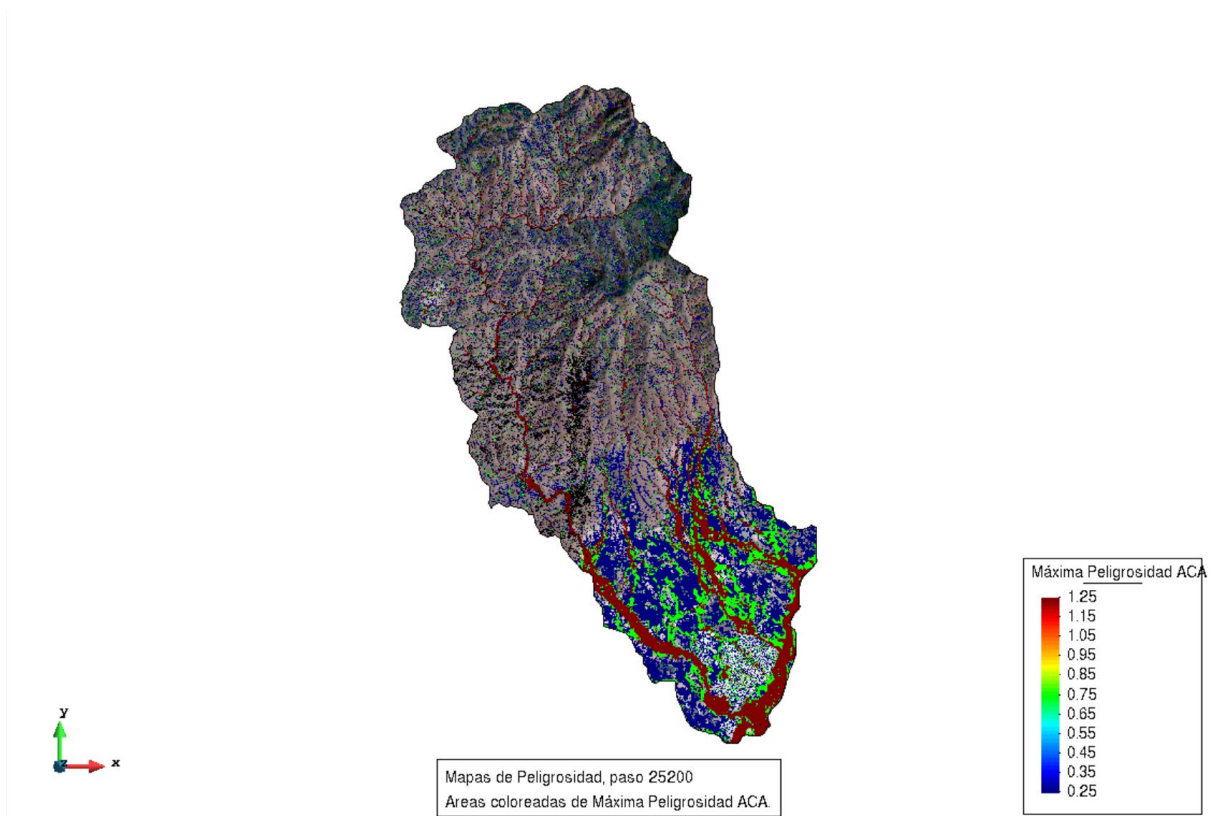 Máxima Peligrosidad ACA
1.25
1.15
1.05
0.95
0.85
0.75
0.65
0.55
0.45
0.35
0.25
y
z
x
Mapas de Peligrosidad, paso 25200
Areas coloreadas de Máxima Peligrosidad ACA.